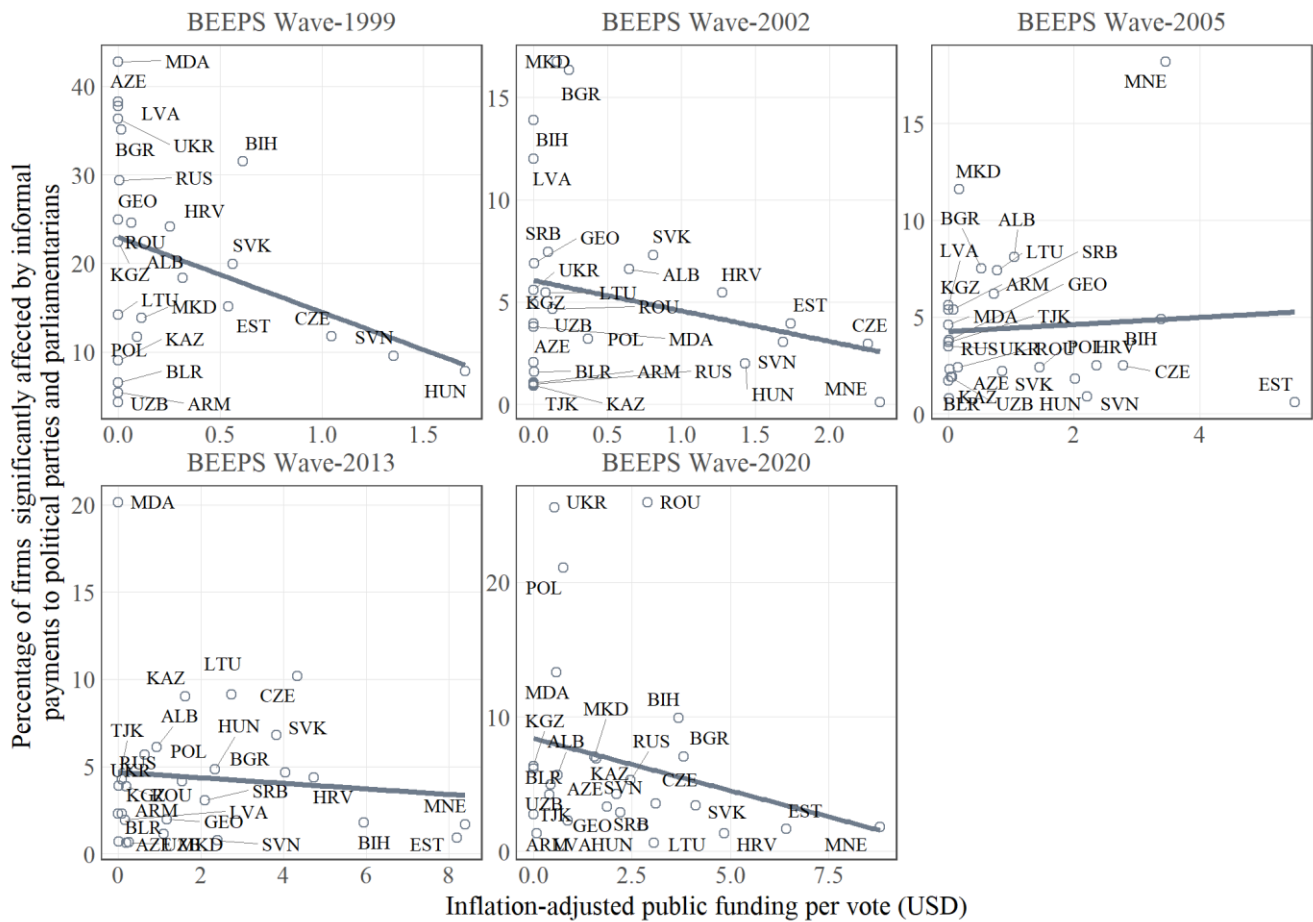 BEEPS Wave-1999
BEEPS Wave-2002
BEEPS Wave-2005
Percentage of firms significantly affected by informal
payments to political parties and parliamentarians
40
30
20
10
0.0 0.5 1.0 1.5
MDA
AZE
LVA
UKR
BGR
BIH
RUS
GEO
HRV
ROU
ALB
SVK
KGZ
LTU
MKD
EST
CZE
SVN
POL
KAZ
BLR
HUN
UZB
ARM
15
10
5
0
0.0 0.5 1.0 1.5 2.0
MKD
BGR
BIH
LVA
SRB
GEO
SVK
UKR
ALB
HRV
LTU
KGZ
ROU
EST
UZB
POL
MDA
CZE
AZE
SVN
BLR
ARM
RUS
HUN
MNE
TJK
KAZ
15
10
5
0
0 2 4
MNE
MKD
BGR
ALB
LVA
LTU
SRB
KGZ
ARM
GEO
MDA
TJK
RUS
UKR
ROU
POL
HRV
BIH
CZE
AZE
SVK
EST
KAZ
BLR
UZB
HUN
SVN
BEEPS Wave-2013
BEEPS Wave-2020
20
15
10
5
0
0 2 4 6 8
MDA
KAZ
LTU
CZE
TJK
ALB
HUN
SVK
POL
BGR
RUS
UKR
KGZ
ROU
SRB
HRV
MNE
ARM
LVA
BLR
GEO
AZE
UZB
MKD
SVN
BIH
EST
20
10
0
0.0 2.5 5.0 7.5
UKR
ROU
POL
MDA
MKD
BIH
KGZ
ALB
RUS
BGR
BLR
KAZ
CZE
AZE
SVN
UZB
TJK
SVK
EST
GEO
SRB
ARM
LVA
HUN
LTU
HRV
MNE
Inflation-adjusted public funding per vote (USD)